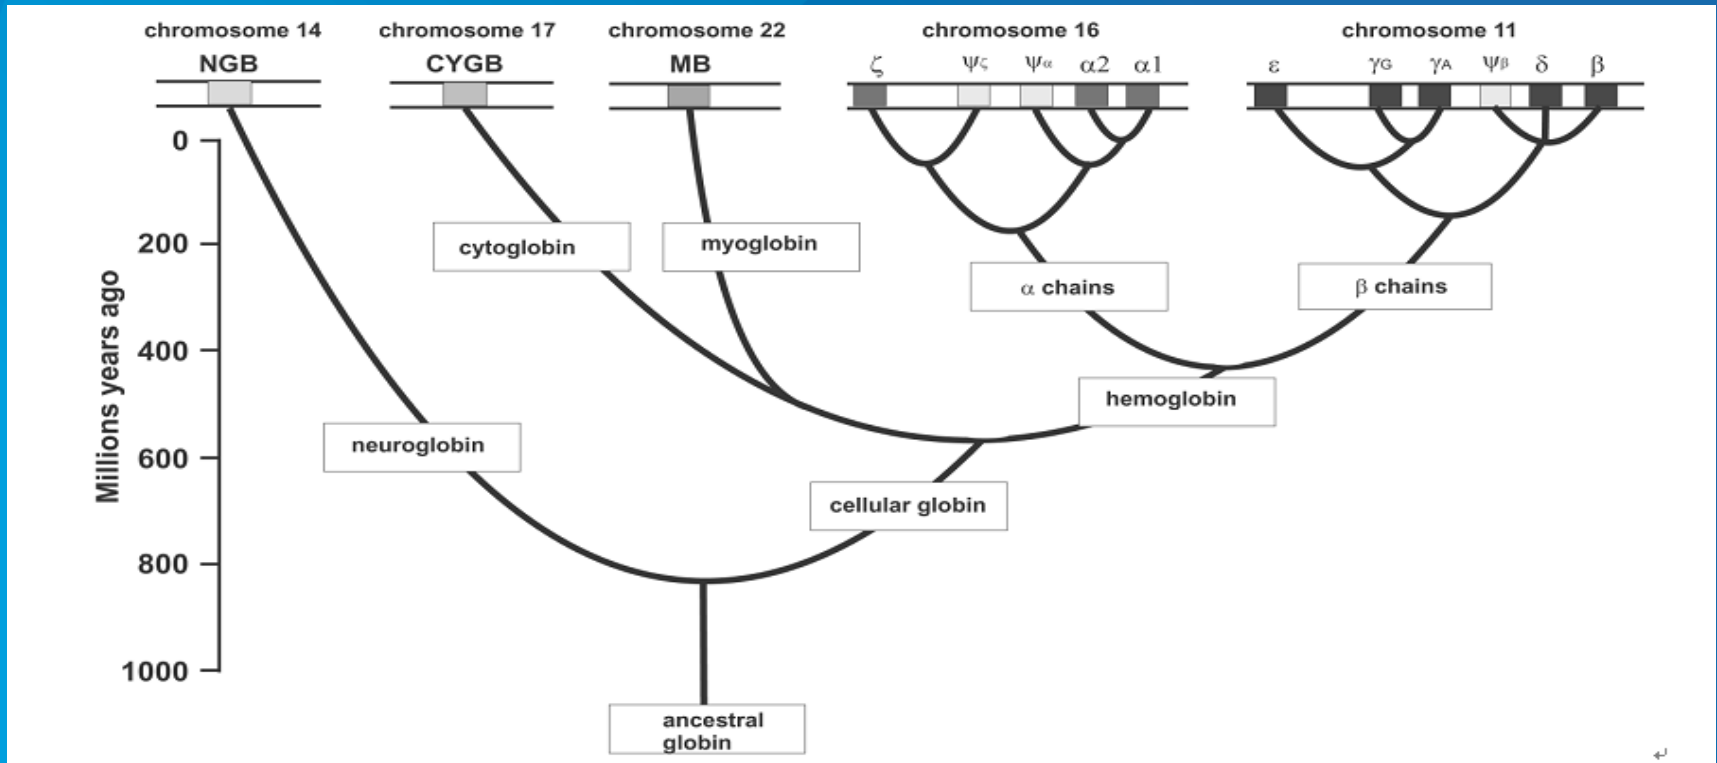 chromosome 14 chromosome 17 chromosome 22 chromosome 16 chromosome 11
NGB CYGB MB ζ ψζ ψα α2 α1 ε γG γA ψβ δ β
0
200
400
600
800
1000
Millions years ago
cytoglobin
myoglobin
α chains
β chains
hemoglobin
neuroglobin
cellular globin
ancestral
globin